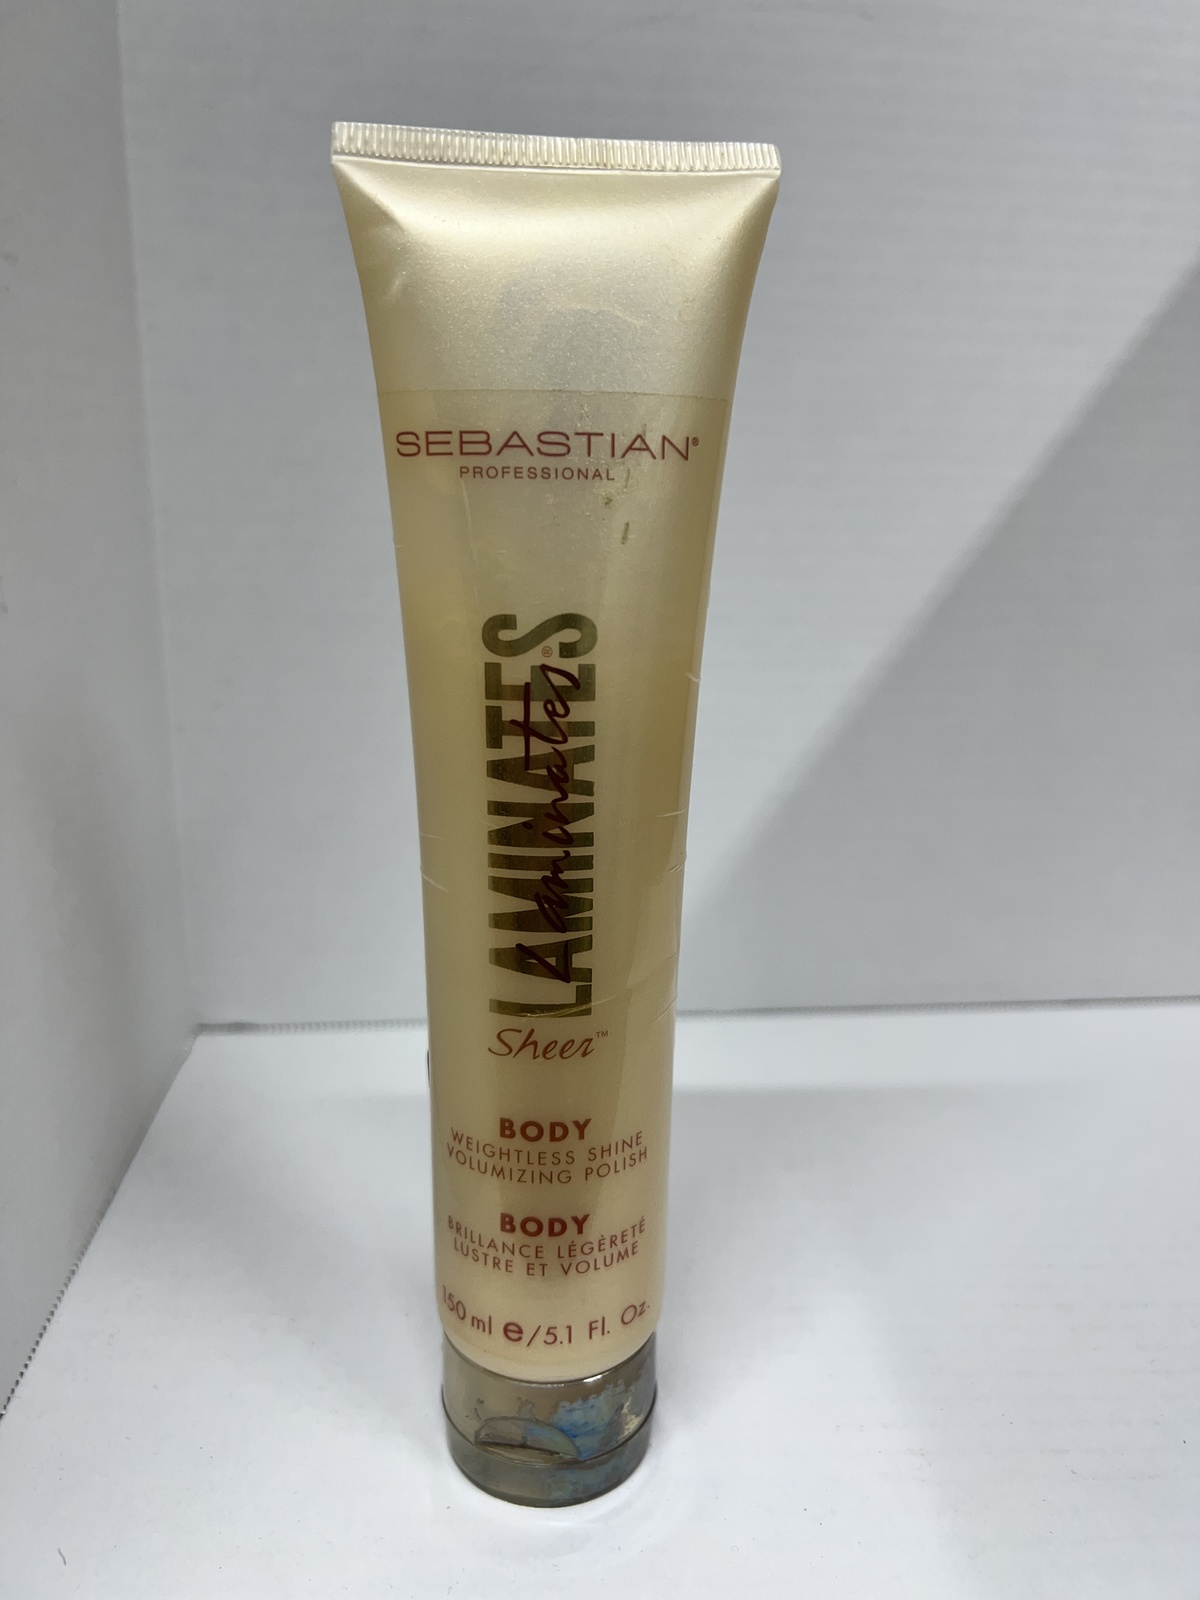 SEBASTIAN®
PROFESSIONAL
LAMINATES
Laminates®
Sheer™
BODY
WEIGHTLESS SHINE
VOLUMIZING POLISH
BODY
BRILLANCE LÉGÈRETÉ
LUSTRE ET VOLUME
150 ml e/5.1 Fl. Oz.